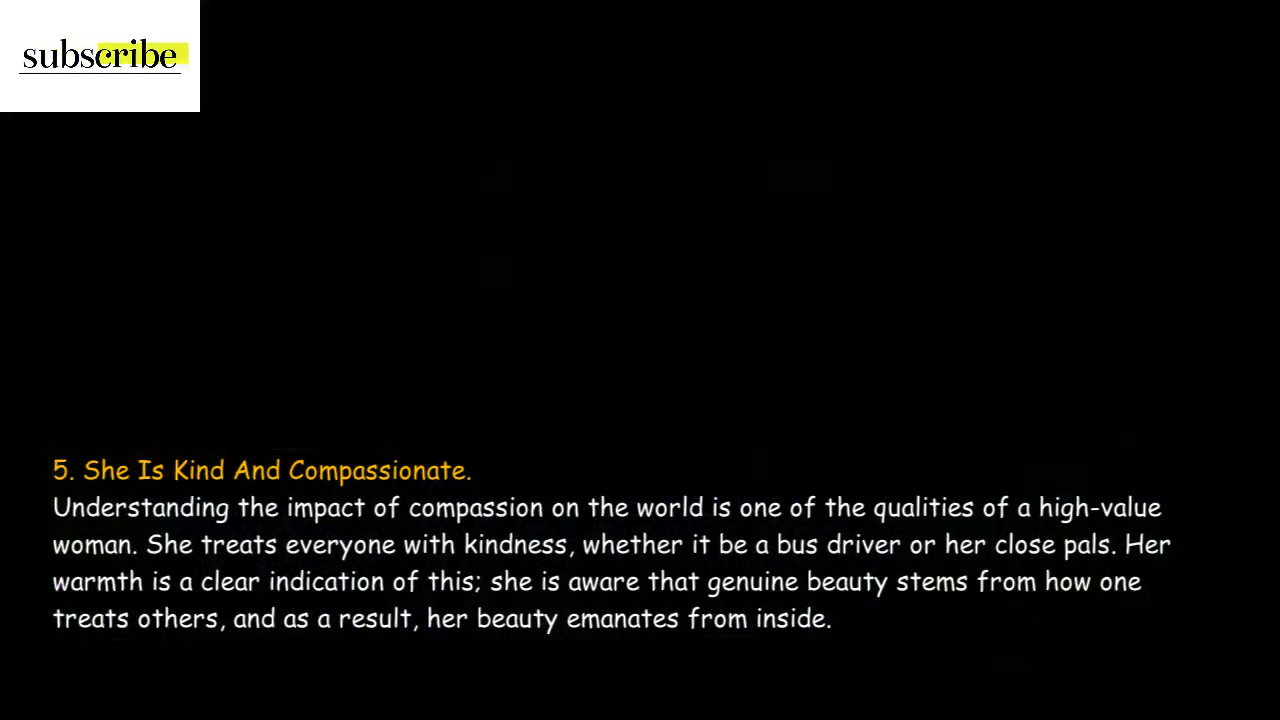 subscribe
5. She Is Kind And Compassionate.
Understanding the impact of compassion on the world is one of the qualities of a high-value
woman. She treats everyone with kindness, whether it be a bus driver or her close pals. Her
warmth is a clear indication of this; she is aware that genuine beauty stems from how one
treats others, and as a result, her beauty emanates from inside.